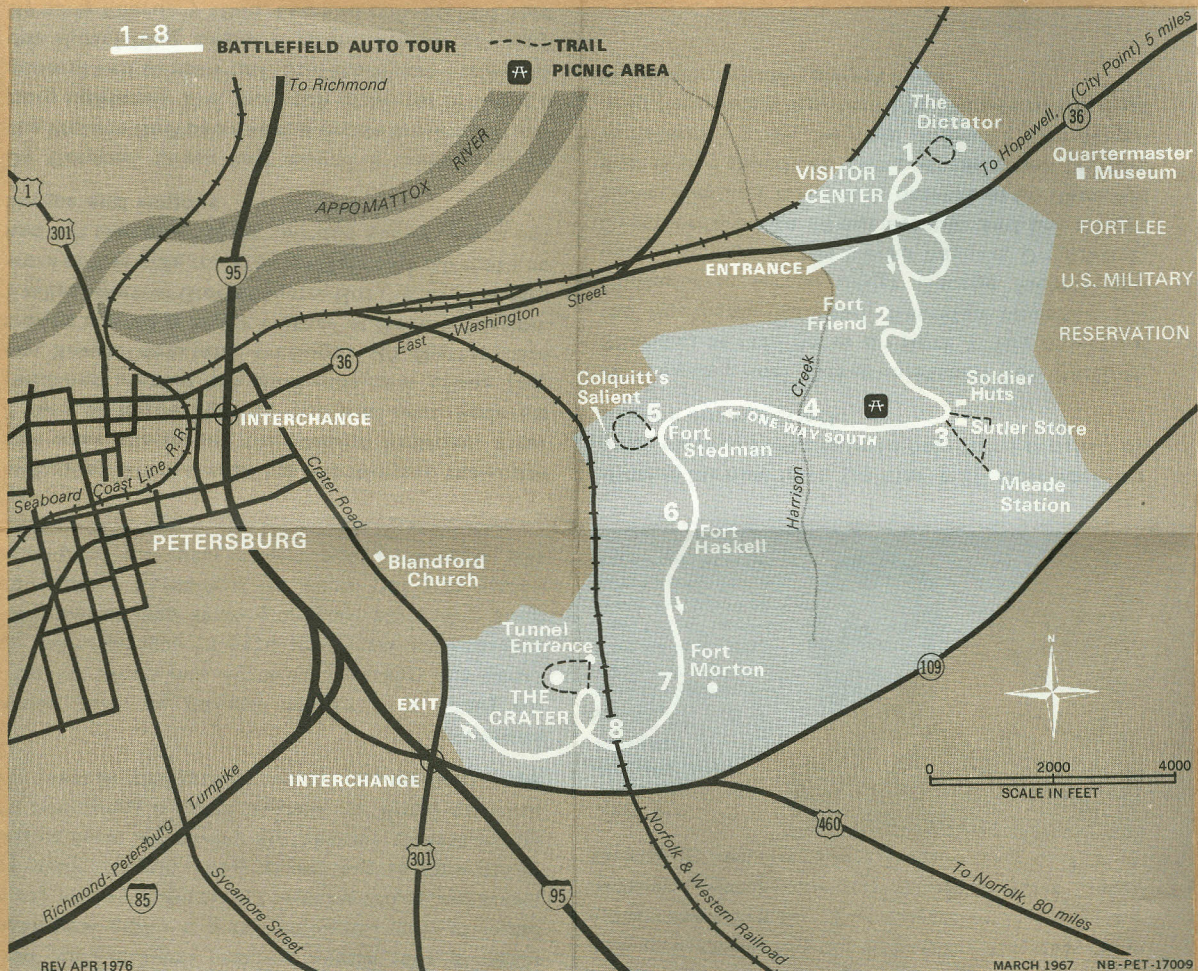 1-8
BATTLEFIELD AUTO TOUR
TRAIL
PICNIC AREA
To Richmond
APPOMATTOX RIVER
1
301
95
To Hopewell, (City Point) 5 miles
36
The
Dictator
1
VISITOR
CENTER
Quartermaster
Museum
FORT LEE
U.S. MILITARY
RESERVATION
ENTRANCE
East Washington Street
36
Fort
Friend
2
Harrison Creek
Colquitt's
Salient
5
Fort
Stedman
4
ONE WAY SOUTH
Soldier
Huts
3
Sutler Store
Meade
Station
INTERCHANGE
Seaboard Coast Line R.R.
Crater Road
PETERSBURG
Blandford
Church
6
Fort
Haskell
Tunnel
Entrance
Fort
Morton
7
THE
CRATER
8
EXIT
INTERCHANGE
109
N
0 2000 4000
SCALE IN FEET
460
To Norfolk, 80 miles
Norfolk & Western Railroad
301
95
Richmond-Petersburg Turnpike
85
Sycamore Street
REV APR 1976
MARCH 1967 NB-PET-17009